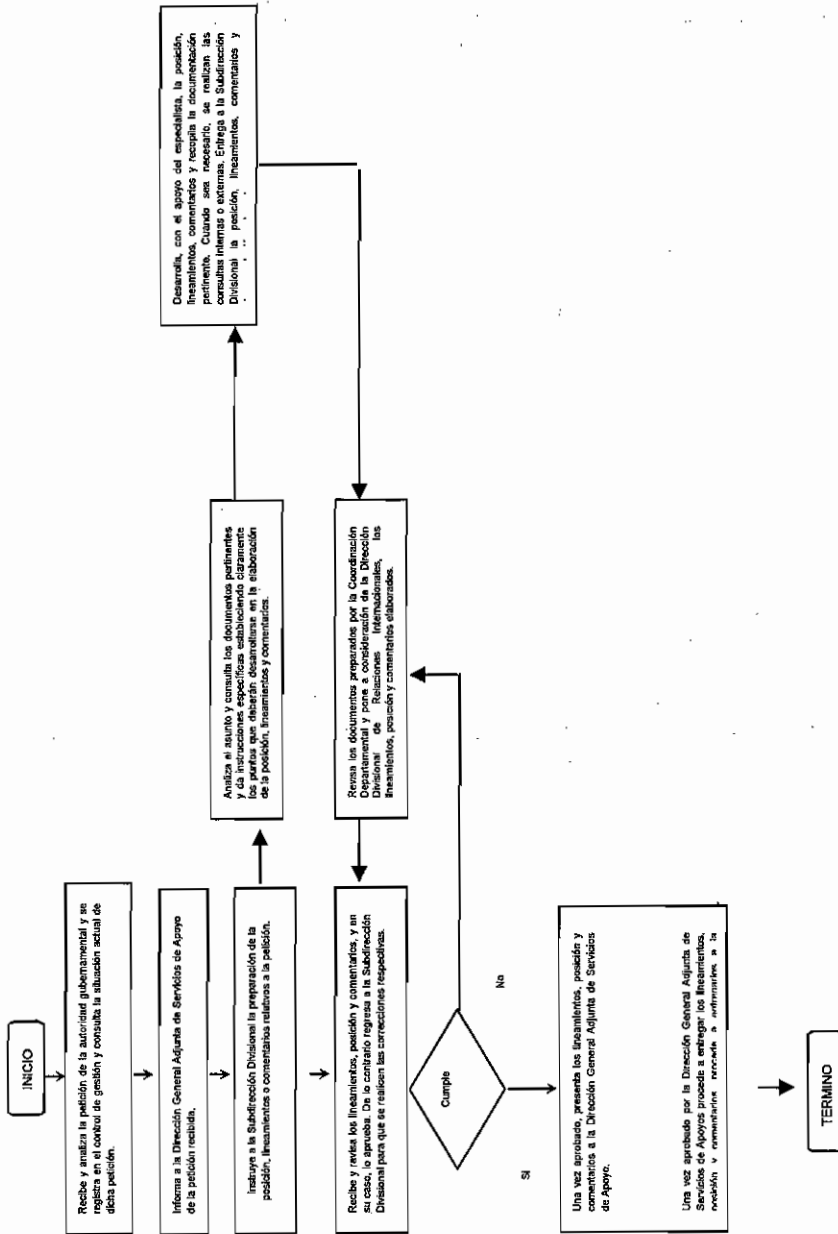 INICIO
Recibe y analiza la petición de la autoridad gubernamental y se
registra en el control de gestión y consulta la situación actual de
dicha petición.
Informa a la Dirección General Adjunta de Servicios de Apoyo
de la petición recibida.
Instruye a la Subdirección Divisional la preparación de la
posición, lineamientos o comentarios relativos a la petición.
Analiza el asunto y consulta los documentos pertinentes
y da instrucciones específicas estableciendo claramente
los puntos que deberán desarrollarse en la elaboración
de la posición, lineamientos y comentarios.
Desarrolla, con el apoyo del especialista, la posición,
lineamientos, comentarios y recopila la documentación
pertinente. Cuando sea necesario, se realizan las
consultas internas o externas. Entrega a la Subdirección
Divisional la posición, lineamientos, comentarios y
Revisa los documentos preparados por la Coordinación
Departamental y pone a consideración de la Dirección
Divisional de Relaciones Internacionales, los
lineamientos, posición y comentarios elaborados.
Recibe y revisa los lineamientos, posición y comentarios, y en
su caso, lo aprueba. De lo contrario regresa a la Subdirección
Divisional para que se realicen las correcciones respectivas.
Cumple
No
Si
Una vez aprobado, presenta los lineamientos, posición y
comentarios a la Dirección General Adjunta de Servicios
de Apoyo.
Una vez aprobado por la Dirección General Adjunta de
Servicios de Apoyos procede a entregar los lineamientos,
posición y comentarios procede a entregarlos a la
TERMINO